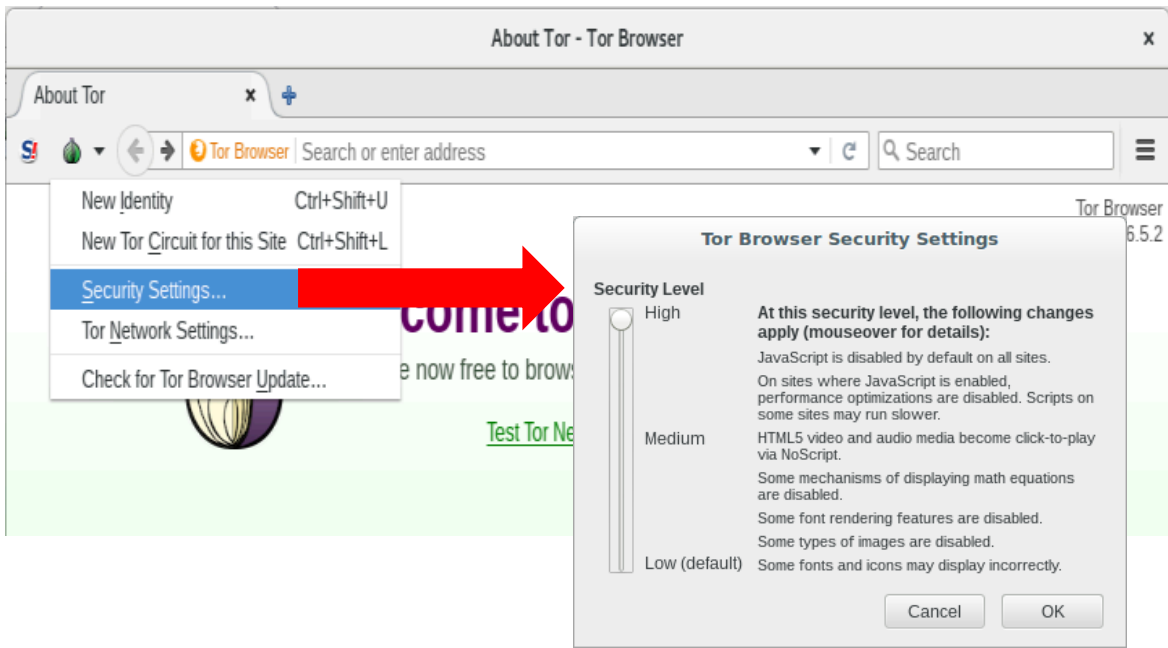 About Tor - Tor Browser
x
About Tor x
S! Tor Browser Search or enter address Search
New Identity Ctrl+Shift+U
New Tor Circuit for this Site Ctrl+Shift+L
Security Settings...
Tor Network Settings...
Check for Tor Browser Update...
Tor Browser
6.5.2
come to
e now free to brow
Test Tor Ne
Tor Browser Security Settings
Security Level
High
Medium
Low (default)
At this security level, the following changes
apply (mouseover for details):
JavaScript is disabled by default on all sites.
On sites where JavaScript is enabled,
performance optimizations are disabled. Scripts on
some sites may run slower.
HTML5 video and audio media become click-to-play
via NoScript.
Some mechanisms of displaying math equations
are disabled.
Some font rendering features are disabled.
Some types of images are disabled.
Some fonts and icons may display incorrectly.
Cancel OK